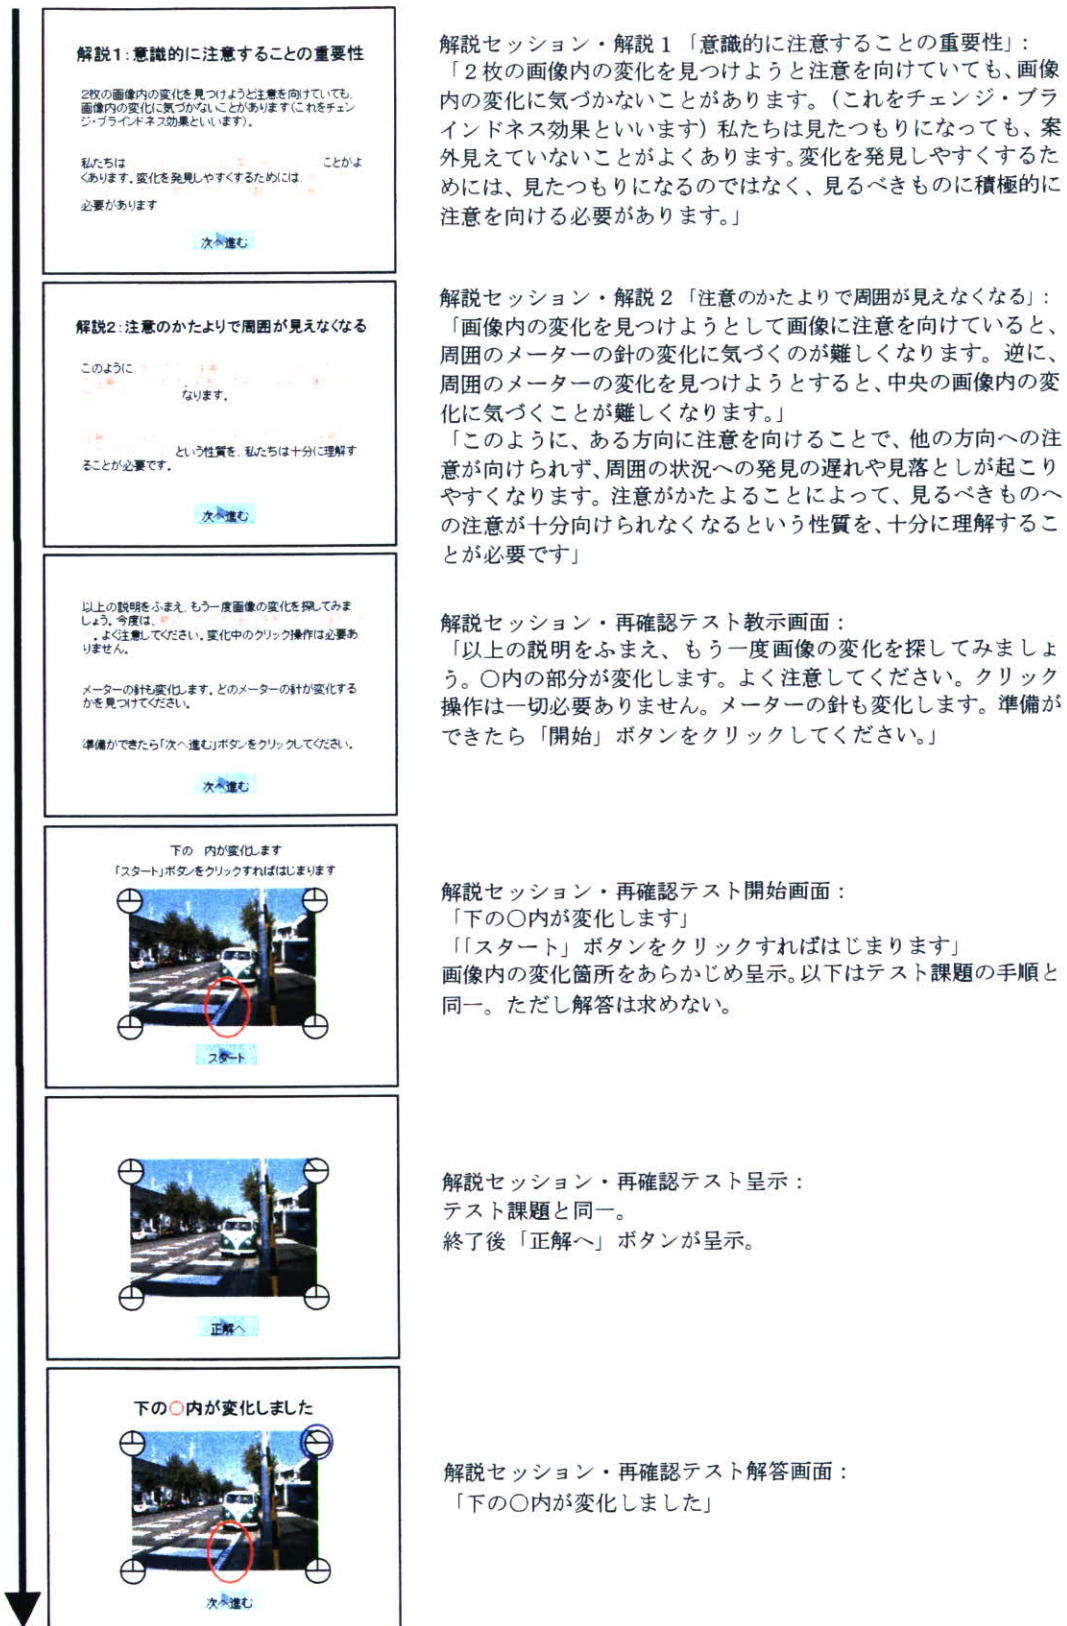 解説1:意識的に注意することの重要性
2枚の画像内の変化を見つけようと注意を向けていても、
画像内の変化に気づかないことがあります(これをチェン
ジ・ブラインドネス効果といいます)。
私たちは
ことがよ
くあります。変化を発見しやすくするためには、
必要があります
次へ進む
解説セッション・解説1「意識的に注意することの重要性」:
「2枚の画像内の変化を見つけようと注意を向けていても、画像
内の変化に気づかないことがあります。(これをチェンジ・ブラ
インドネス効果といいます)私たちは見たつもりになっても、案
外見えていないことがよくあります。変化を発見しやすくするた
めには、見たつもりになるのではなく、見るべきものに積極的に
注意を向ける必要があります。」
解説2:注意のかたよりで周囲が見えなくなる
このように
なります。
という性質を、私たちは十分に理解す
ることが必要です。
次へ進む
解説セッション・解説2「注意のかたよりで周囲が見えなくなる」:
「画像内の変化を見つけようとして画像に注意を向けていると、
周囲のメーターの針の変化に気づくのが難しくなります。逆に、
周囲のメーターの変化を見つけようとすると、中央の画像内の変
化に気づくことが難しくなります。」
「このように、ある方向に注意を向けることで、他の方向への注
意が向けられず、周囲の状況への発見の遅れや見落としが起こり
やすくなります。注意がかたよることによって、見るべきものへ
の注意が十分向けられなくなるという性質を、十分に理解するこ
とが必要です」
以上の説明をふまえ、もう一度画像の変化を探してみま
しょう。今度は、
。よく注意してください。変化中のクリック操作は必要あ
りません。
メーターの針も変化します。どのメーターの針が変化する
かを見つけてください。
準備ができたら「次へ進む」ボタンをクリックしてください。
次へ進む
解説セッション・再確認テスト教示画面:
「以上の説明をふまえ、もう一度画像の変化を探してみましょ
う。○内の部分が変化します。よく注意してください。クリック
操作は一切必要ありません。メーターの針も変化します。準備が
できたら「開始」ボタンをクリックしてください。」
下の 内が変化します
「スタート」ボタンをクリックすればはじまります
スタート
解説セッション・再確認テスト開始画面:
「下の○内が変化します」
「「スタート」ボタンをクリックすればはじまります」
画像内の変化箇所をあらかじめ呈示。以下はテスト課題の手順と
同一。ただし解答は求めない。
正解へ
解説セッション・再確認テスト呈示:
テスト課題と同一。
終了後「正解へ」ボタンが呈示。
下の○内が変化しました
次へ進む
解説セッション・再確認テスト解答画面:
「下の○内が変化しました」